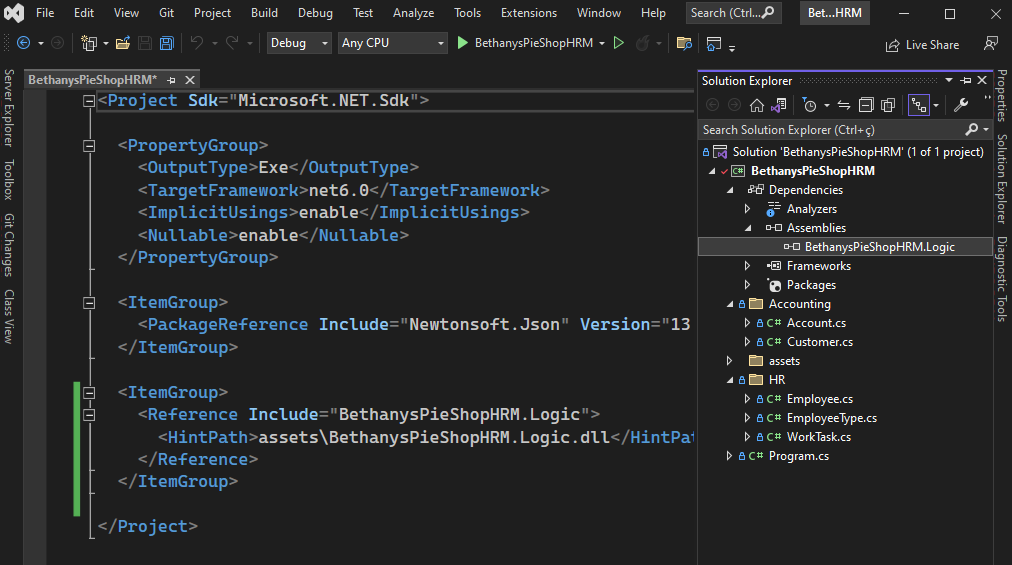 File Edit View Git Project Build Debug Test Analyze Tools Extensions Window Help Search (Ctrl... Bet...HRM
Debug Any CPU BethanysPieShopHRM Live Share
Server Explorer
Toolbox
Git Changes
Class View
BethanysPieShopHRM*
<Project Sdk="Microsoft.NET.Sdk">
<PropertyGroup>
<OutputType>Exe</OutputType>
<TargetFramework>net6.0</TargetFramework>
<ImplicitUsings>enable</ImplicitUsings>
<Nullable>enable</Nullable>
</PropertyGroup>
<ItemGroup>
<PackageReference Include="Newtonsoft.Json" Version="13
</ItemGroup>
<ItemGroup>
<Reference Include="BethanysPieShopHRM.Logic">
<HintPath>assets\BethanysPieShopHRM.Logic.dll</HintPat
</Reference>
</ItemGroup>
</Project>
Solution Explorer
Search Solution Explorer (Ctrl+ç)
Solution 'BethanysPieShopHRM' (1 of 1 project)
BethanysPieShopHRM
Dependencies
Analyzers
Assemblies
BethanysPieShopHRM.Logic
Frameworks
Packages
Accounting
C# Account.cs
C# Customer.cs
assets
HR
C# Employee.cs
C# EmployeeType.cs
C# WorkTask.cs
C# Program.cs
Properties
Solution Explorer
Diagnostic Tools